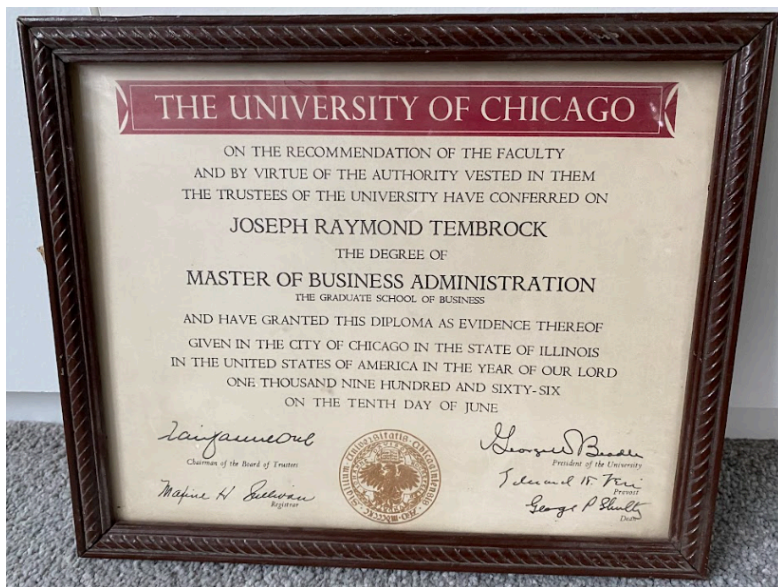 THE UNIVERSITY OF CHICAGO
ON THE RECOMMENDATION OF THE FACULTY
AND BY VIRTUE OF THE AUTHORITY VESTED IN THEM
THE TRUSTEES OF THE UNIVERSITY HAVE CONFERRED ON
JOSEPH RAYMOND TEMBROCK
THE DEGREE OF
MASTER OF BUSINESS ADMINISTRATION
THE GRADUATE SCHOOL OF BUSINESS
AND HAVE GRANTED THIS DIPLOMA AS EVIDENCE THEREOF
GIVEN IN THE CITY OF CHICAGO IN THE STATE OF ILLINOIS
IN THE UNITED STATES OF AMERICA IN THE YEAR OF OUR LORD
ONE THOUSAND NINE HUNDRED AND SIXTY-SIX
ON THE TENTH DAY OF JUNE
Chairman of the Board of Trustees
Maxine H Sullivan
Registrar
George W Beadle
President of the University
Provost
George P Shultz
Dean